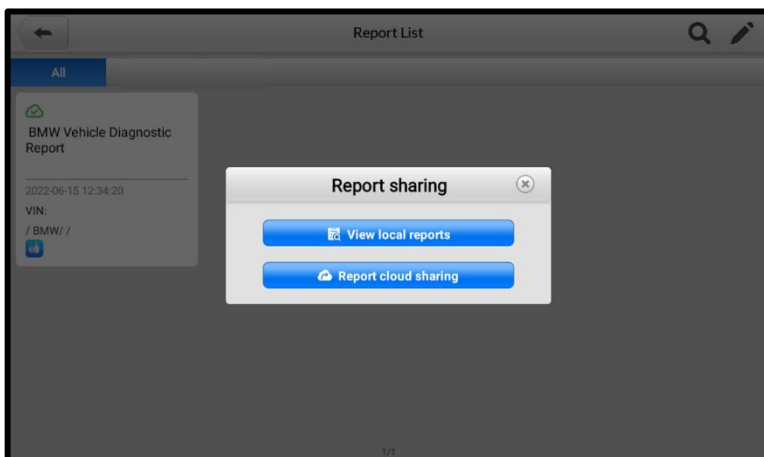 Report List
All
BMW Vehicle Diagnostic
Report
2022-06-15 12:34:20
VIN:
/ BMW/ /
Report sharing
View local reports
Report cloud sharing
1/1